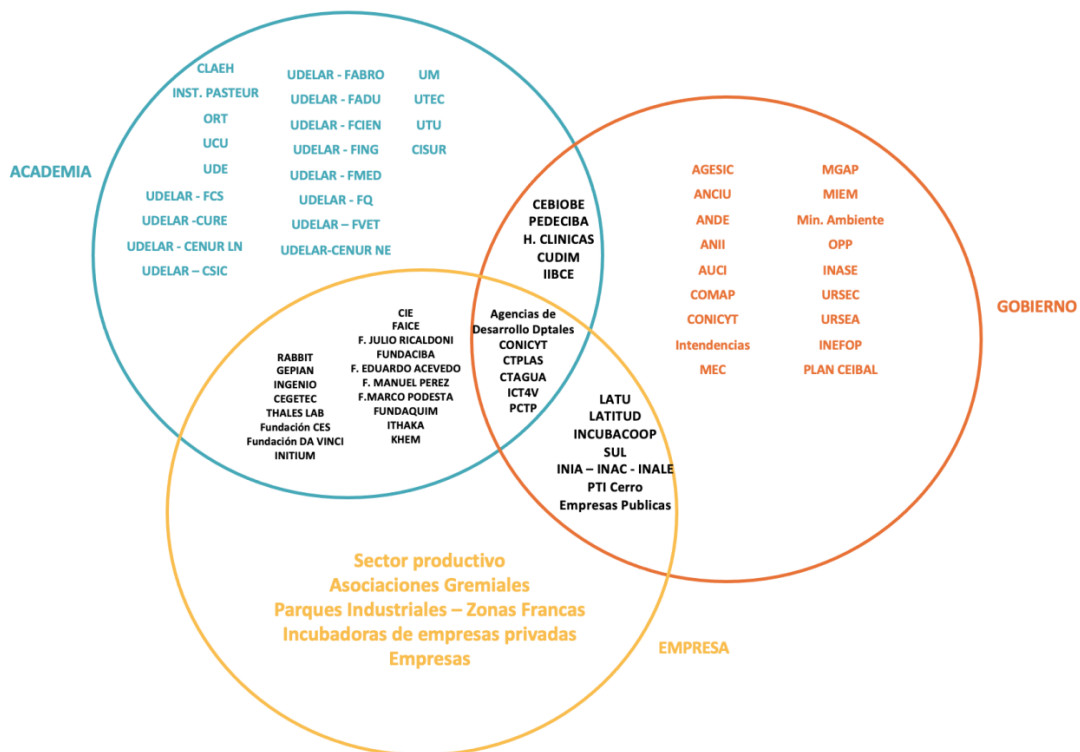 ACADEMIA
CLAEH
INST. PASTEUR
ORT
UCU
UDE
UDELAR - FCS
UDELAR -CURE
UDELAR - CENUR LN
UDELAR – CSIC
UDELAR - FABRO
UDELAR - FADU
UDELAR - FCIEN
UDELAR - FING
UDELAR - FMED
UDELAR - FQ
UDELAR – FVET
UDELAR-CENUR NE
UM
UTEC
UTU
CISUR
CEBIOBE
PEDECIBA
H. CLINICAS
CUDIM
IIBCE
GOBIERNO
AGESIC
ANCIU
ANDE
ANII
AUCI
COMAP
CONICYT
Intendencias
MEC
MGAP
MIEM
Min. Ambiente
OPP
INASE
URSEC
URSEA
INEFOP
PLAN CEIBAL
RABBIT
GEPIAN
INGENIO
CEGETEC
THALES LAB
Fundación CES
Fundación DA VINCI
INITIUM
CIE
FAICE
F. JULIO RICALDONI
FUNDACIBA
F. EDUARDO ACEVEDO
F. MANUEL PEREZ
F.MARCO PODESTA
FUNDAQUIM
ITHAKA
KHEM
Agencias de
Desarrollo Dptales
CONICYT
CTPLAS
CTAGUA
ICT4V
PCTP
LATU
LATITUD
INCUBACOOP
SUL
INIA – INAC - INALE
PTI Cerro
Empresas Publicas
Sector productivo
Asociaciones Gremiales
Parques Industriales – Zonas Francas
Incubadoras de empresas privadas
Empresas
EMPRESA